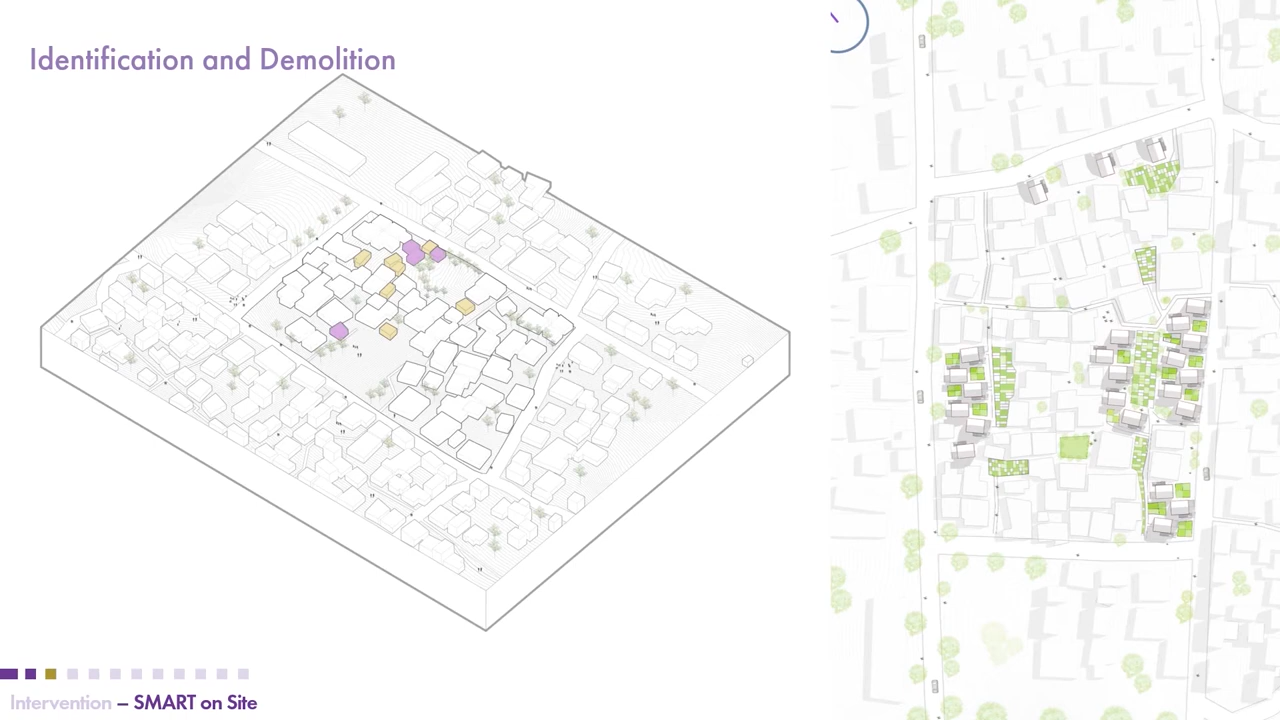 Identification and Demolition
Intervention – SMART on Site